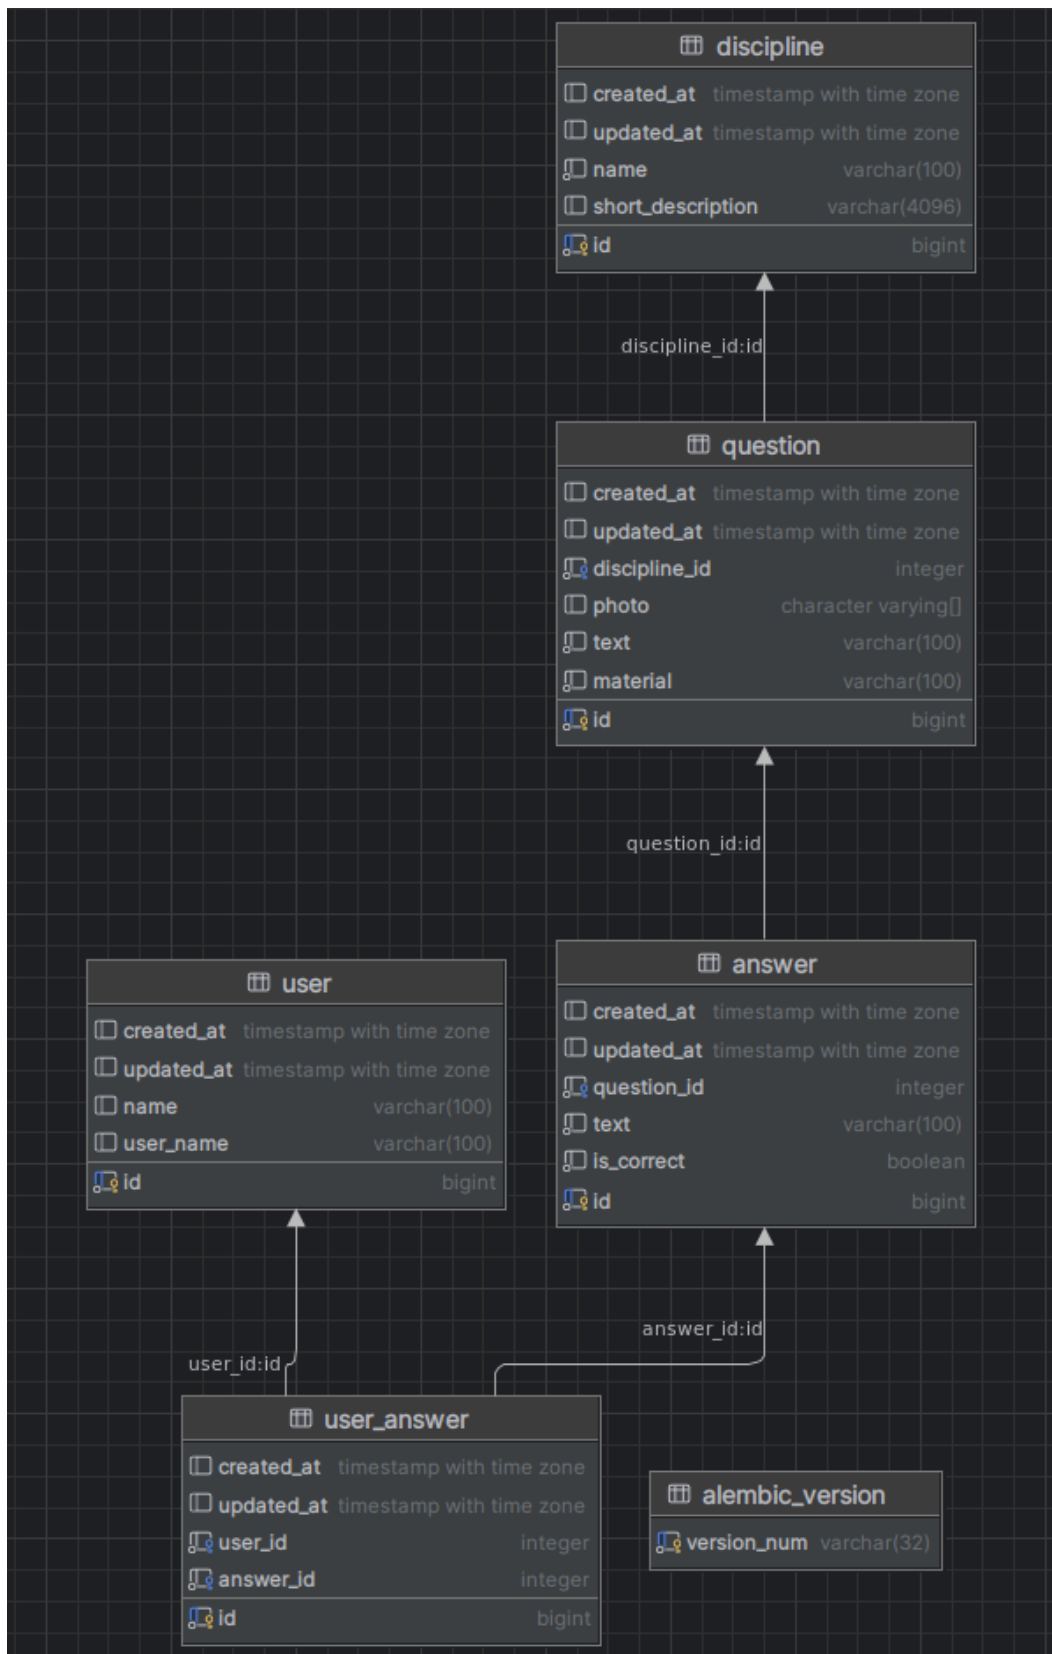 discipline
created_at timestamp with time zone
updated_at timestamp with time zone
name varchar(100)
short_description varchar(4096)
id bigint
discipline_id:id
question
created_at timestamp with time zone
updated_at timestamp with time zone
discipline_id integer
photo character varying[]
text varchar(100)
material varchar(100)
id bigint
question_id:id
answer
created_at timestamp with time zone
updated_at timestamp with time zone
question_id integer
text varchar(100)
is_correct boolean
id bigint
user
created_at timestamp with time zone
updated_at timestamp with time zone
name varchar(100)
user_name varchar(100)
id bigint
answer_id:id
user_id:id
user_answer
created_at timestamp with time zone
updated_at timestamp with time zone
user_id integer
answer_id integer
id bigint
alembic_version
version_num varchar(32)